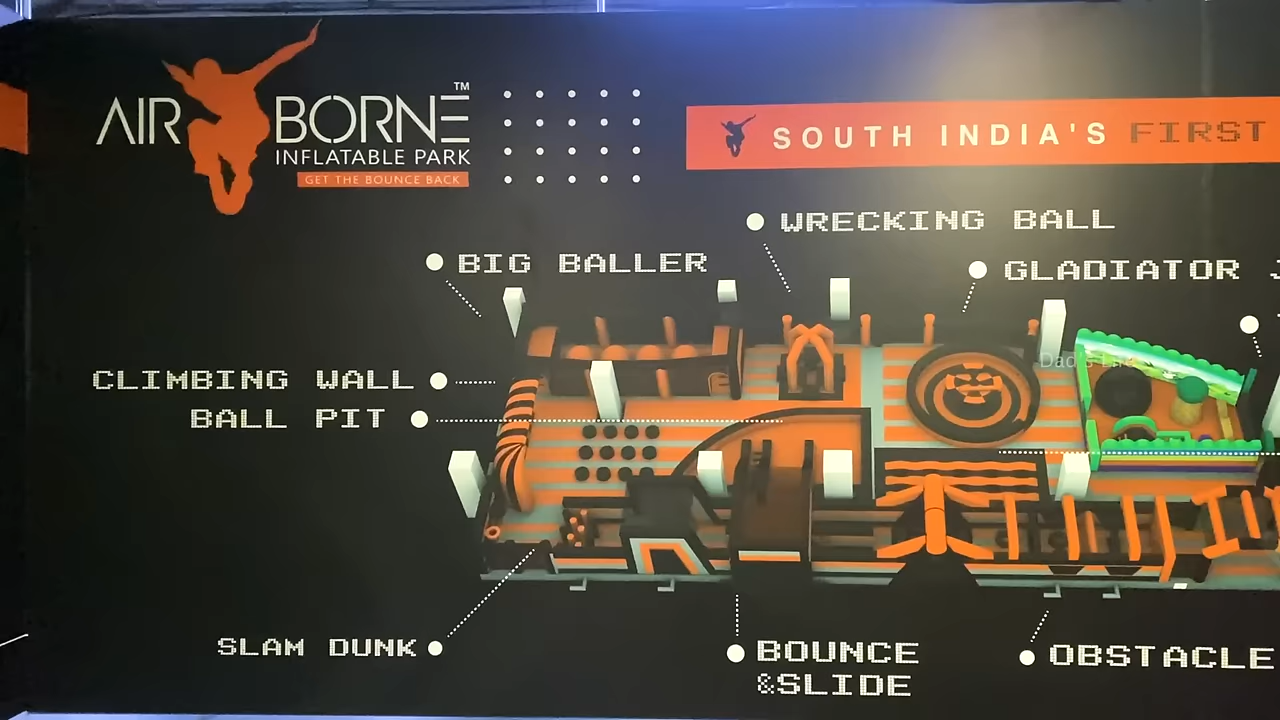 AIR BORNE™
INFLATABLE PARK
GET THE BOUNCE BACK
SOUTH INDIA'S FIRST
WRECKING BALL
BIG BALLER
GLADIATOR
CLIMBING WALL
BALL PIT
SLAM DUNK
BOUNCE
&SLIDE
OBSTACLE
Dad's